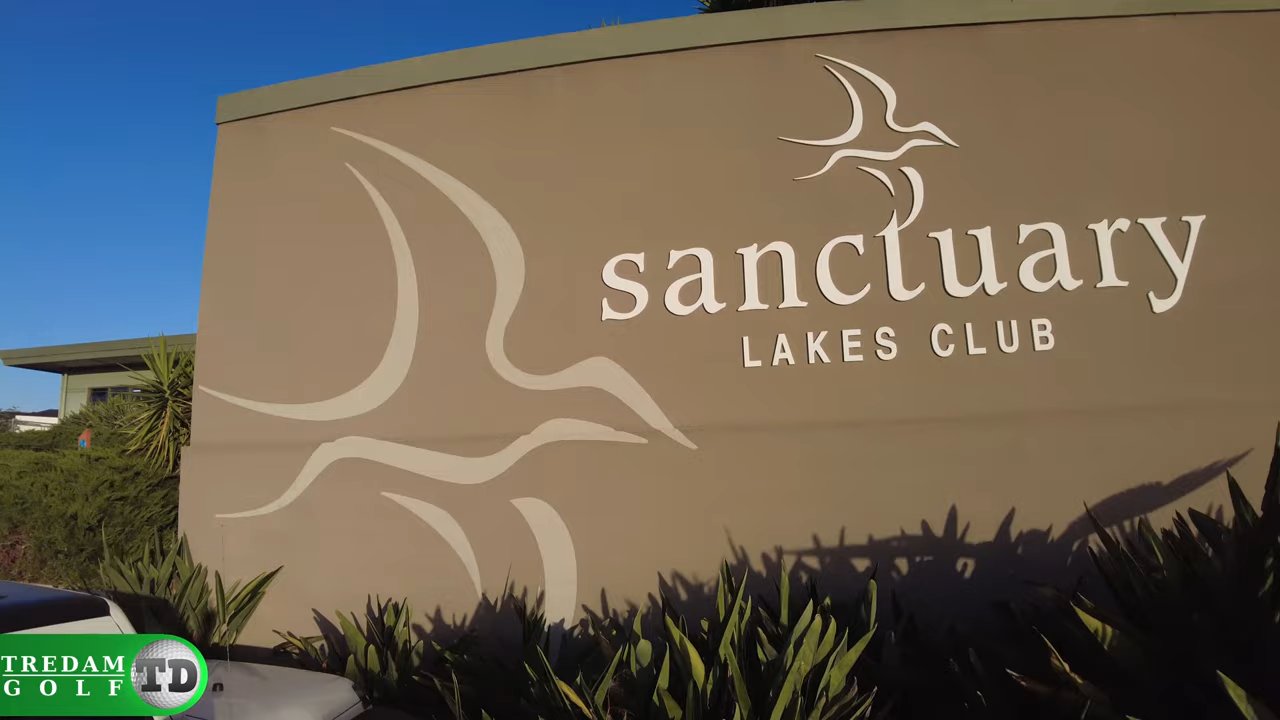 sanctuary
LAKES CLUB
TREDAM
GOLF
TD